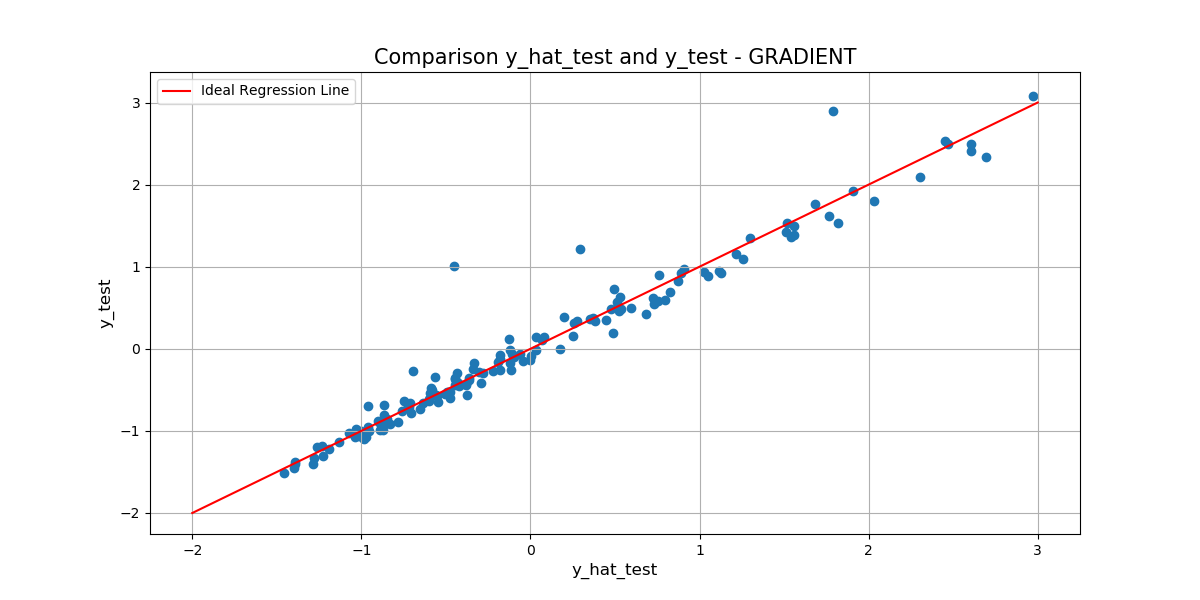 Comparison y_hat_test and y_test - GRADIENT
Ideal Regression Line
3
2
1
0
−1
−2
y_test
−2 −1 0 1 2 3
y_hat_test